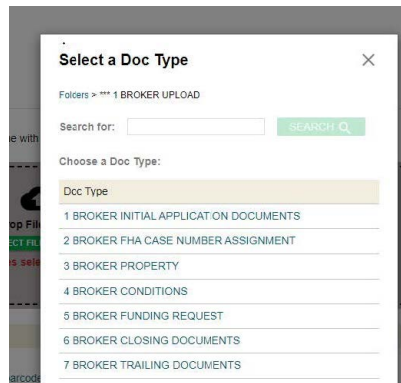 Select a Doc Type
Folders > *** 1 BROKER UPLOAD
Search for:
SEARCH
Choose a Doc Type:
Doc Type
1 BROKER INITIAL APPLICATION DOCUMENTS
2 BROKER FHA CASE NUMBER ASSIGNMENT
3 BROKER PROPERTY
4 BROKER CONDITIONS
5 BROKER FUNDING REQUEST
6 BROKER CLOSING DOCUMENTS
7 BROKER TRAILING DOCUMENTS